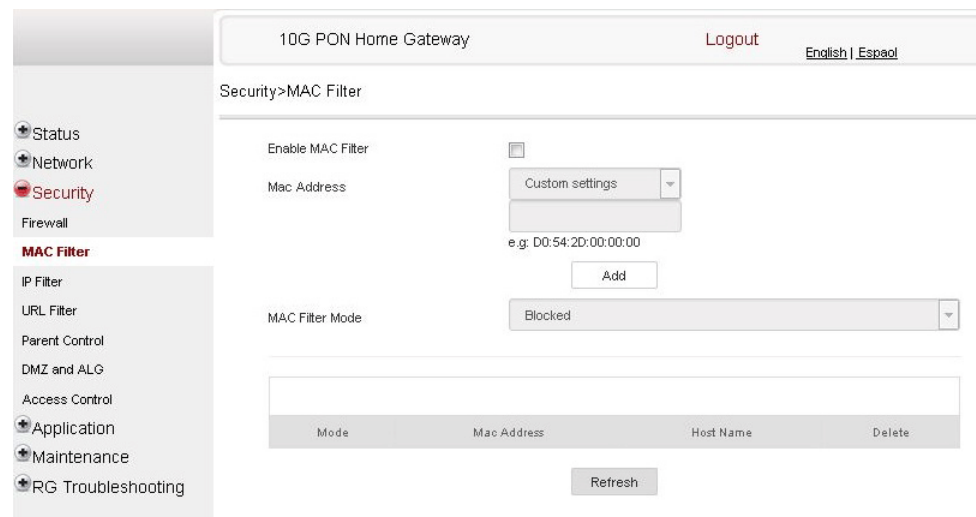 10G PON Home Gateway
Logout
English | Espaol
Security>MAC Filter
Status
Network
Security
Firewall
MAC Filter
IP Filter
URL Filter
Parent Control
DMZ and ALG
Access Control
Application
Maintenance
RG Troubleshooting
Enable MAC Filter
Mac Address
Custom settings
e.g: D0:54:2D:00:00:00
Add
MAC Filter Mode
Blocked
Mode Mac Address Host Name Delete
Refresh